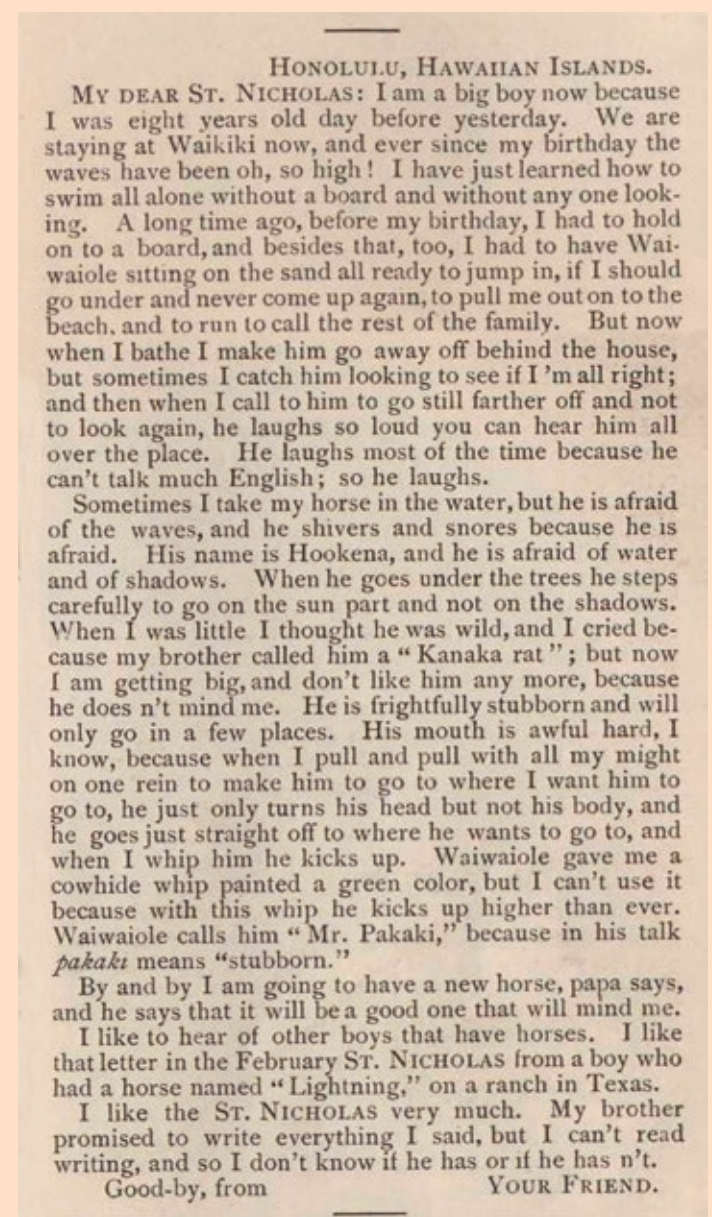 HONOLULU, HAWAIIAN ISLANDS.
MY DEAR ST. NICHOLAS: I am a big boy now because
I was eight years old day before yesterday. We are
staying at Waikiki now, and ever since my birthday the
waves have been oh, so high! I have just learned how to
swim all alone without a board and without any one look-
ing. A long time ago, before my birthday, I had to hold
on to a board, and besides that, too, I had to have Wai-
waiole sitting on the sand all ready to jump in, if I should
go under and never come up again, to pull me out on to the
beach, and to run to call the rest of the family. But now
when I bathe I make him go away off behind the house,
but sometimes I catch him looking to see if I 'm all right;
and then when I call to him to go still farther off and not
to look again, he laughs so loud you can hear him all
over the place. He laughs most of the time because he
can't talk much English; so he laughs.
Sometimes I take my horse in the water, but he is afraid
of the waves, and he shivers and snores because he is
afraid. His name is Hookena, and he is afraid of water
and of shadows. When he goes under the trees he steps
carefully to go on the sun part and not on the shadows.
When I was little I thought he was wild, and I cried be-
cause my brother called him a "Kanaka rat"; but now
I am getting big, and don't like him any more, because
he does n't mind me. He is frightfully stubborn and will
only go in a few places. His mouth is awful hard, I
know, because when I pull and pull with all my might
on one rein to make him to go to where I want him to
go to, he just only turns his head but not his body, and
he goes just straight off to where he wants to go to, and
when I whip him he kicks up. Waiwaiole gave me a
cowhide whip painted a green color, but I can't use it
because with this whip he kicks up higher than ever.
Waiwaiole calls him "Mr. Pakaki," because in his talk
pakaki means "stubborn."
By and by I am going to have a new horse, papa says,
and he says that it will be a good one that will mind me.
I like to hear of other boys that have horses. I like
that letter in the February ST. NICHOLAS from a boy who
had a horse named "Lightning," on a ranch in Texas.
I like the ST. NICHOLAS very much. My brother
promised to write everything I said, but I can't read
writing, and so I don't know if he has or if he has n't.
Good-by, from YOUR FRIEND.